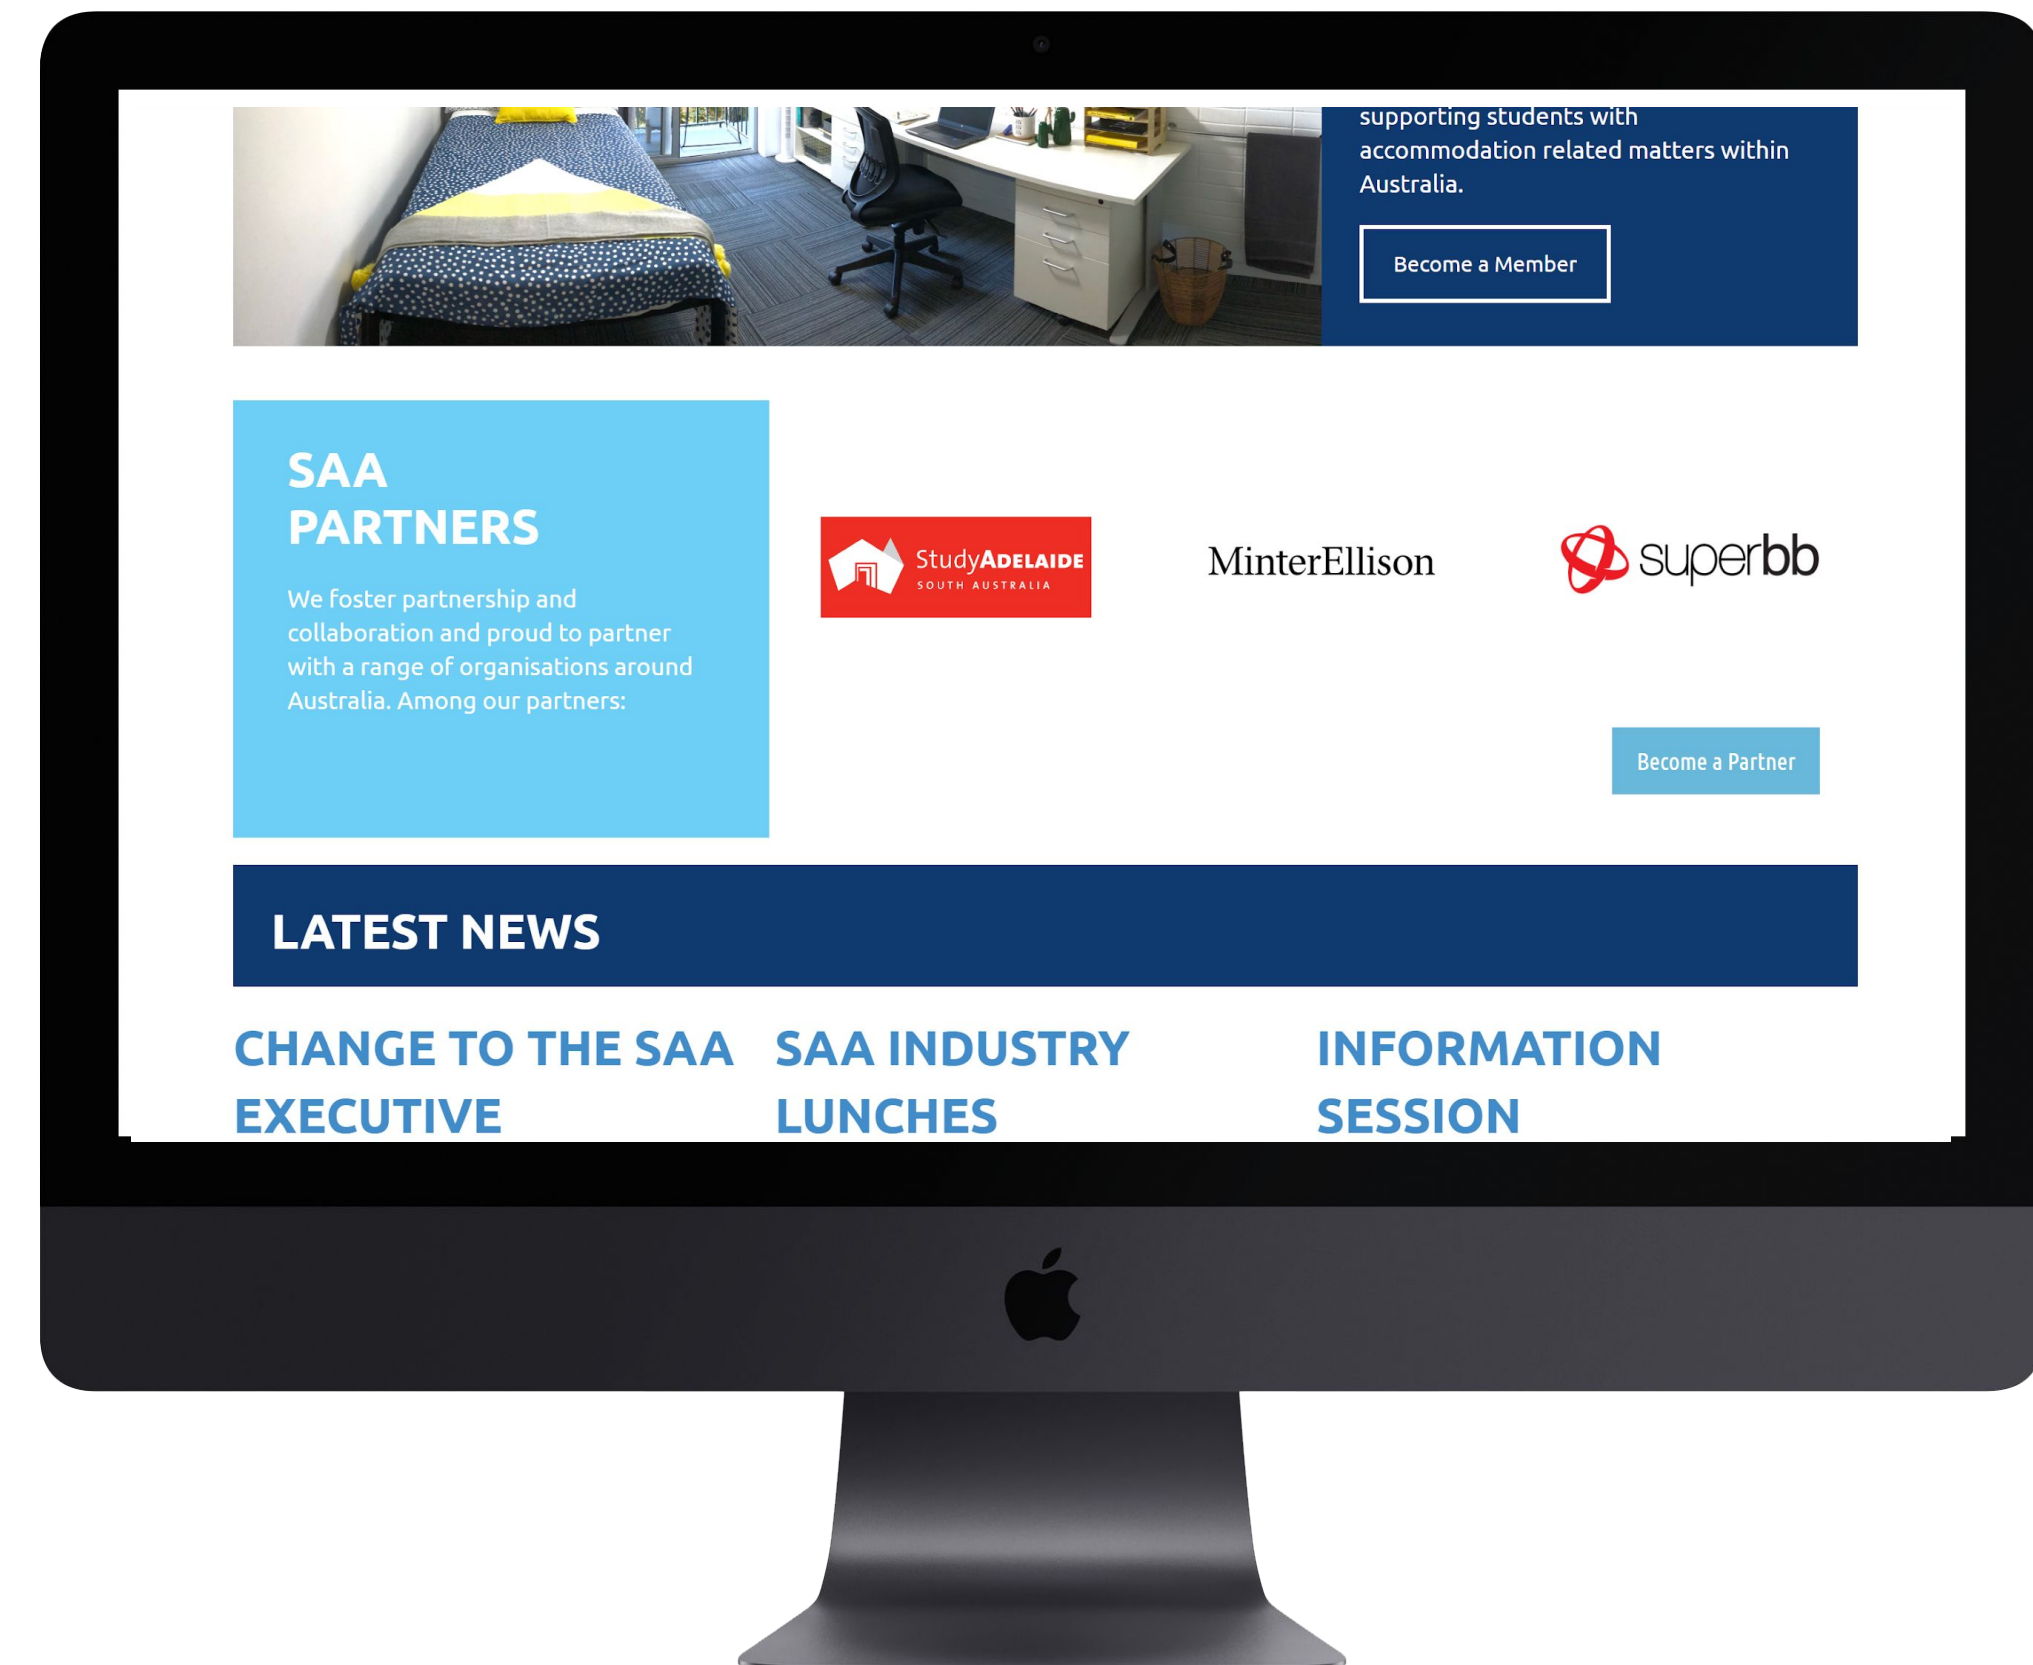 supporting students with
accommodation related matters within
Australia.
Become a Member
SAA
PARTNERS
We foster partnership and
collaboration and proud to partner
with a range of organisations around
Australia. Among our partners:
StudyADELAIDE
SOUTH AUSTRALIA
MinterEllison
superbb
Become a Partner
LATEST NEWS
CHANGE TO THE SAA
EXECUTIVE
SAA INDUSTRY
LUNCHES
INFORMATION
SESSION